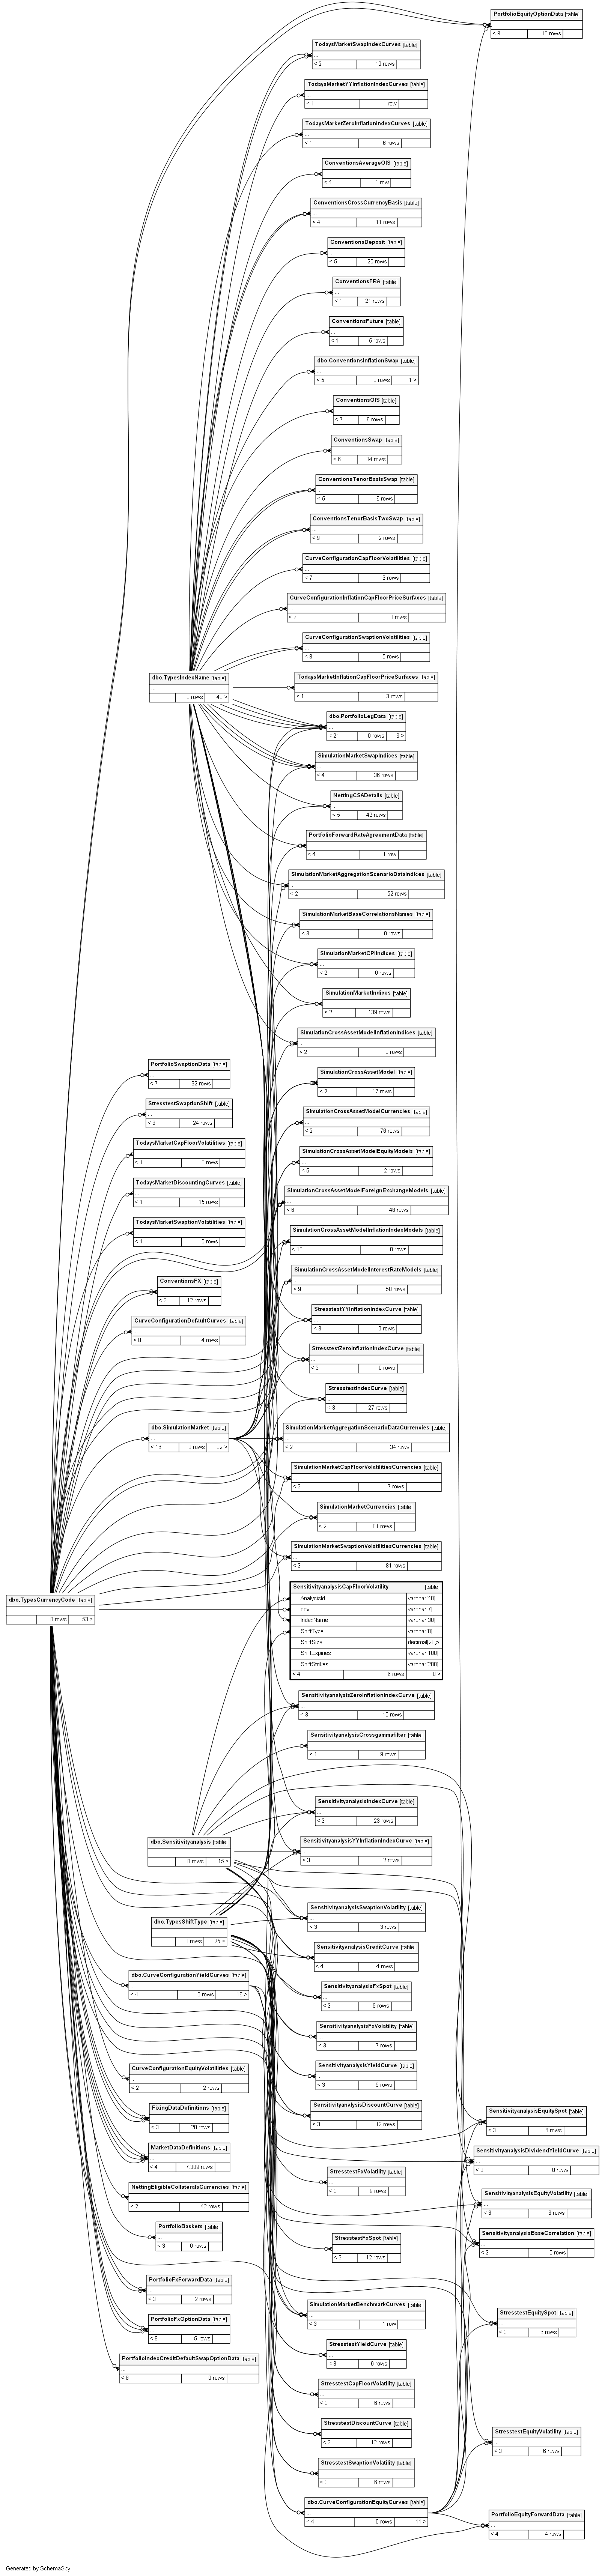 PortfolioEquityOptionData [table]
...
< 9 10 rows
TodaysMarketSwapIndexCurves [table]
...
< 2 10 rows
TodaysMarketYYInflationIndexCurves [table]
...
< 1 1 row
TodaysMarketZeroInflationIndexCurves [table]
...
< 1 6 rows
ConventionsAverageOIS [table]
...
< 4 1 row
ConventionsCrossCurrencyBasis [table]
...
< 4 11 rows
ConventionsDeposit [table]
...
< 5 25 rows
ConventionsFRA [table]
...
< 1 21 rows
ConventionsFuture [table]
...
< 1 5 rows
dbo.ConventionsInflationSwap [table]
...
< 5 0 rows 1 >
ConventionsOIS [table]
...
< 7 6 rows
ConventionsSwap [table]
...
< 6 34 rows
ConventionsTenorBasisSwap [table]
...
< 5 6 rows
ConventionsTenorBasisTwoSwap [table]
...
< 9 2 rows
CurveConfigurationCapFloorVolatilities [table]
...
< 7 3 rows
CurveConfigurationInflationCapFloorPriceSurfaces [table]
...
< 7 3 rows
CurveConfigurationSwaptionVolatilities [table]
...
< 8 5 rows
dbo.TypesIndexName [table]
...
0 rows 43 >
TodaysMarketInflationCapFloorPriceSurfaces [table]
...
< 1 3 rows
dbo.PortfolioLegData [table]
...
< 21 0 rows 6 >
SimulationMarketSwapIndices [table]
...
< 4 36 rows
NettingCSADetails [table]
...
< 5 42 rows
PortfolioForwardRateAgreementData [table]
...
< 4 1 row
SimulationMarketAggregationScenarioDataIndices [table]
...
< 2 52 rows
SimulationMarketBaseCorrelationsNames [table]
...
< 3 0 rows
SimulationMarketCPIIndices [table]
...
< 2 0 rows
SimulationMarketIndices [table]
...
< 2 139 rows
SimulationCrossAssetModelInflationIndices [table]
...
< 2 0 rows
PortfolioSwaptionData [table]
...
< 7 32 rows
SimulationCrossAssetModel [table]
...
< 2 17 rows
StresstestSwaptionShift [table]
...
< 3 24 rows
SimulationCrossAssetModelCurrencies [table]
...
< 2 76 rows
TodaysMarketCapFloorVolatilities [table]
...
< 1 3 rows
SimulationCrossAssetModelEquityModels [table]
...
< 5 2 rows
TodaysMarketDiscountingCurves [table]
...
< 1 15 rows
SimulationCrossAssetModelForeignExchangeModels [table]
...
< 8 48 rows
TodaysMarketSwaptionVolatilities [table]
...
< 1 5 rows
SimulationCrossAssetModelInflationIndexModels [table]
...
< 10 0 rows
ConventionsFX [table]
...
< 3 12 rows
SimulationCrossAssetModelInterestRateModels [table]
...
< 9 50 rows
CurveConfigurationDefaultCurves [table]
...
< 8 4 rows
StresstestYYInflationIndexCurve [table]
...
< 3 0 rows
StresstestZeroInflationIndexCurve [table]
...
< 3 0 rows
StresstestIndexCurve [table]
...
< 3 27 rows
dbo.SimulationMarket [table]
...
< 18 0 rows 32 >
SimulationMarketAggregationScenarioDataCurrencies [table]
...
< 2 34 rows
SimulationMarketCapFloorVolatilitiesCurrencies [table]
...
< 3 7 rows
SimulationMarketCurrencies [table]
...
< 2 81 rows
SimulationMarketSwaptionVolatilitiesCurrencies [table]
...
< 3 81 rows
dbo.TypesCurrencyCode [table]
...
0 rows 53 >
SensitivityanalysisCapFloorVolatility [table]
AnalysisId varchar[40]
ccy varchar[7]
IndexName varchar[30]
ShiftType varchar[8]
ShiftSize decimal[20,5]
ShiftExpiries varchar[100]
ShiftStrikes varchar[200]
< 4 6 rows 0 >
SensitivityanalysisZeroInflationIndexCurve [table]
...
< 3 10 rows
SensitivityanalysisCrossgammafilter [table]
...
< 1 9 rows
SensitivityanalysisIndexCurve [table]
...
< 3 23 rows
dbo.Sensitivityanalysis [table]
...
0 rows 15 >
SensitivityanalysisYYInflationIndexCurve [table]
...
< 3 2 rows
SensitivityanalysisSwaptionVolatility [table]
...
< 3 3 rows
dbo.TypesShiftType [table]
...
0 rows 25 >
SensitivityanalysisCreditCurve [table]
...
< 4 4 rows
dbo.CurveConfigurationYieldCurves [table]
...
< 4 0 rows 18 >
SensitivityanalysisFxSpot [table]
...
< 3 9 rows
SensitivityanalysisFxVolatility [table]
...
< 3 7 rows
CurveConfigurationEquityVolatilities [table]
...
< 2 2 rows
SensitivityanalysisYieldCurve [table]
...
< 3 9 rows
FixingDataDefinitions [table]
...
< 3 28 rows
SensitivityanalysisDiscountCurve [table]
...
< 3 12 rows
SensitivityanalysisEquitySpot [table]
...
< 3 8 rows
MarketDataDefinitions [table]
...
< 4 7.309 rows
SensitivityanalysisDividendYieldCurve [table]
...
< 3 0 rows
StresstestFxVolatility [table]
...
< 3 9 rows
NettingEligibleCollateralsCurrencies [table]
...
< 2 42 rows
SensitivityanalysisEquityVolatility [table]
...
< 3 8 rows
PortfolioBaskets [table]
...
< 3 0 rows
StresstestFxSpot [table]
...
< 3 12 rows
SensitivityanalysisBaseCorrelation [table]
...
< 3 0 rows
PortfolioFxForwardData [table]
...
< 3 2 rows
SimulationMarketBenchmarkCurves [table]
...
< 3 1 row
StresstestEquitySpot [table]
...
< 3 6 rows
PortfolioFxOptionData [table]
...
< 9 5 rows
StresstestYieldCurve [table]
...
< 3 6 rows
PortfolioIndexCreditDefaultSwapOptionData [table]
...
< 8 0 rows
StresstestCapFloorVolatility [table]
...
< 3 6 rows
StresstestDiscountCurve [table]
...
< 3 12 rows
StresstestEquityVolatility [table]
...
< 3 6 rows
StresstestSwaptionVolatility [table]
...
< 3 8 rows
dbo.CurveConfigurationEquityCurves [table]
...
< 4 0 rows 11 >
PortfolioEquityForwardData [table]
...
< 4 4 rows
Generated by SchemaSpy